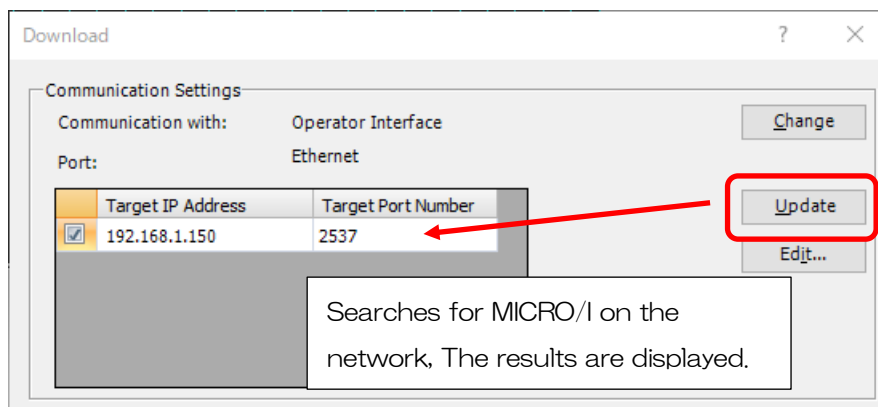 Download
Communication Settings
Communication with: Operator Interface
Change
Port: Ethernet
Target IP Address Target Port Number
Update
192.168.1.150 2537
Edit...
Searches for MICRO/I on the
network, The results are displayed.